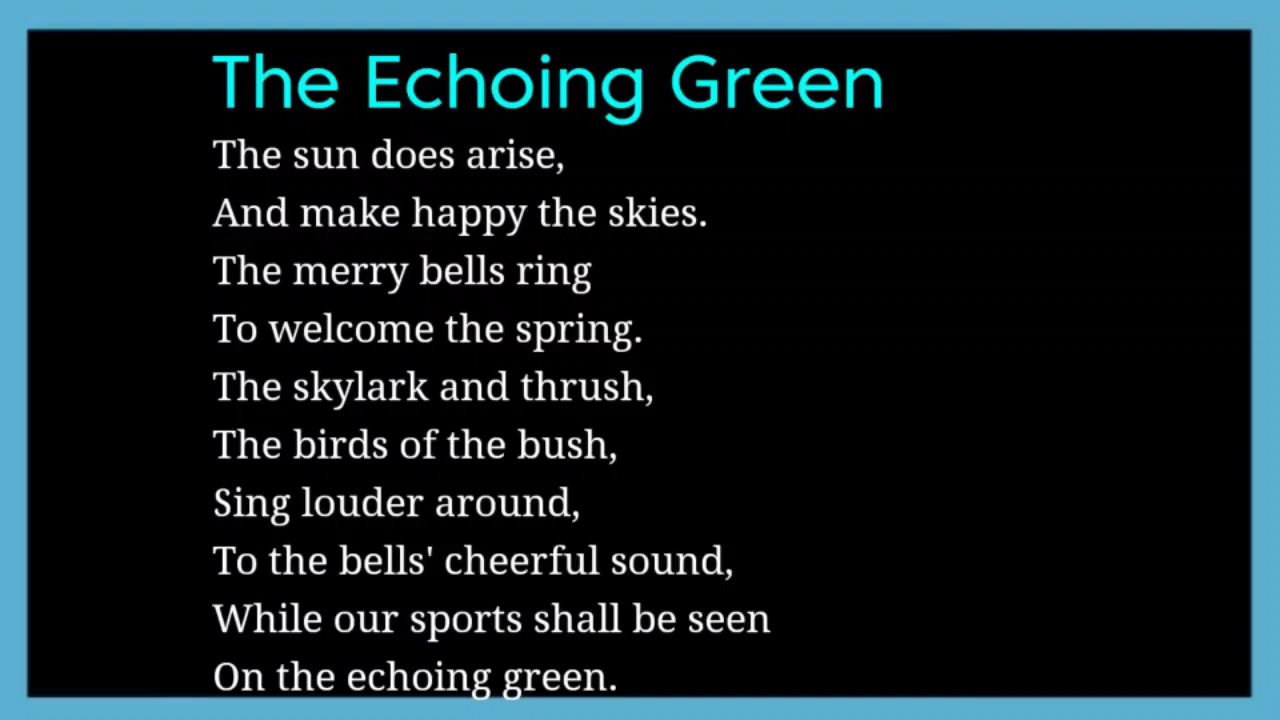 The Echoing Green
The sun does arise,
And make happy the skies.
The merry bells ring
To welcome the spring.
The skylark and thrush,
The birds of the bush,
Sing louder around,
To the bells' cheerful sound,
While our sports shall be seen
On the echoing green.